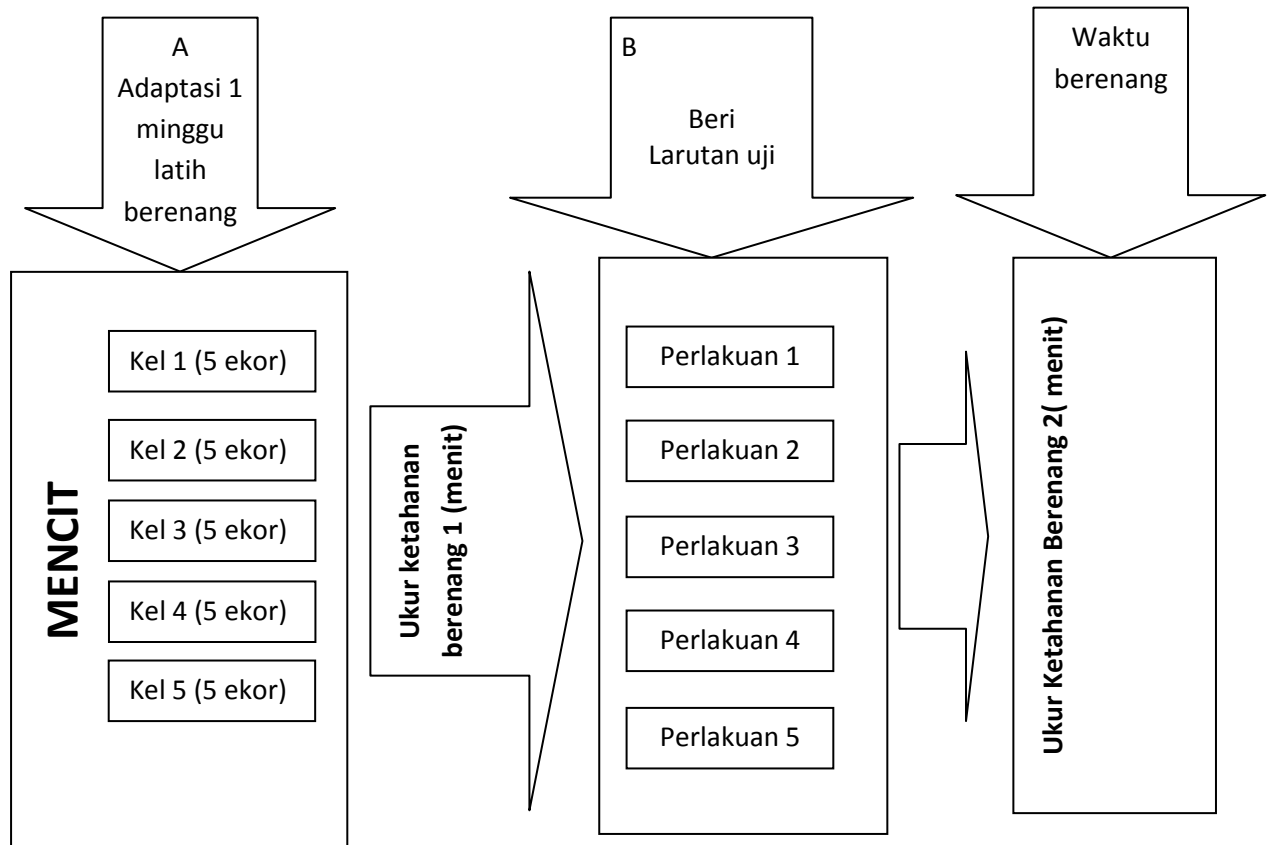 A
Adaptasi 1
minggu
latih
berenang
MENCIT
Kel 1 (5 ekor)
Kel 2 (5 ekor)
Kel 3 (5 ekor)
Kel 4 (5 ekor)
Kel 5 (5 ekor)
Ukur ketahanan
berenang 1 (menit)
B
Beri
Larutan uji
Perlakuan 1
Perlakuan 2
Perlakuan 3
Perlakuan 4
Perlakuan 5
Waktu
berenang
Ukur Ketahanan Berenang 2( menit)